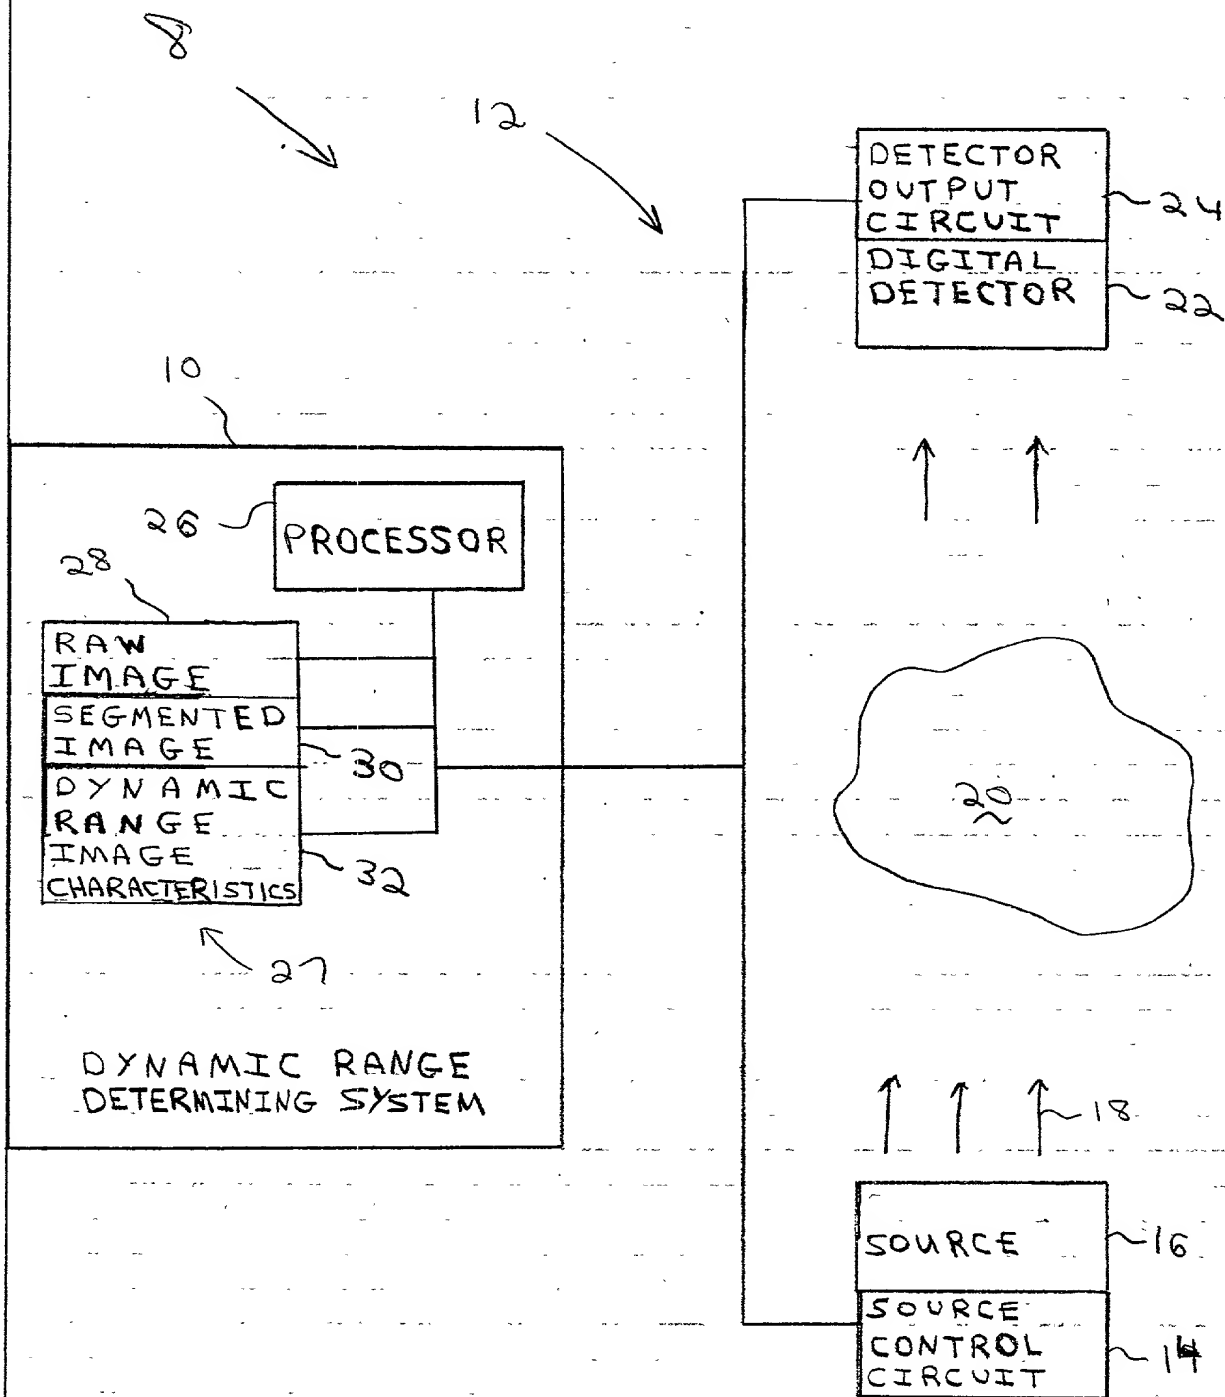 8
12
DETECTOR
OUTPUT
CIRCUIT
24
DIGITAL
DETECTOR
22
10
26
PROCESSOR
28
RAW
IMAGE
SEGMENTED
IMAGE
30
DYNAMIC
RANGE
IMAGE
CHARACTERISTICS
32
27
20
DYNAMIC RANGE
DETERMINING SYSTEM
18
SOURCE
16
SOURCE
CONTROL
CIRCUIT
14